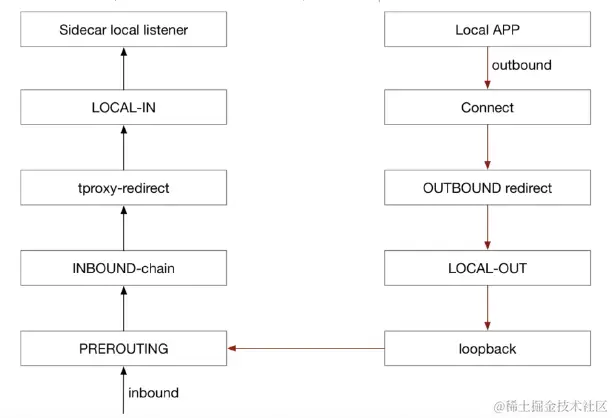 Sidecar local listener
Local APP
outbound
LOCAL-IN
Connect
tproxy-redirect
OUTBOUND redirect
INBOUND-chain
LOCAL-OUT
PREROUTING
loopback
inbound
@稀土掘金技术社区